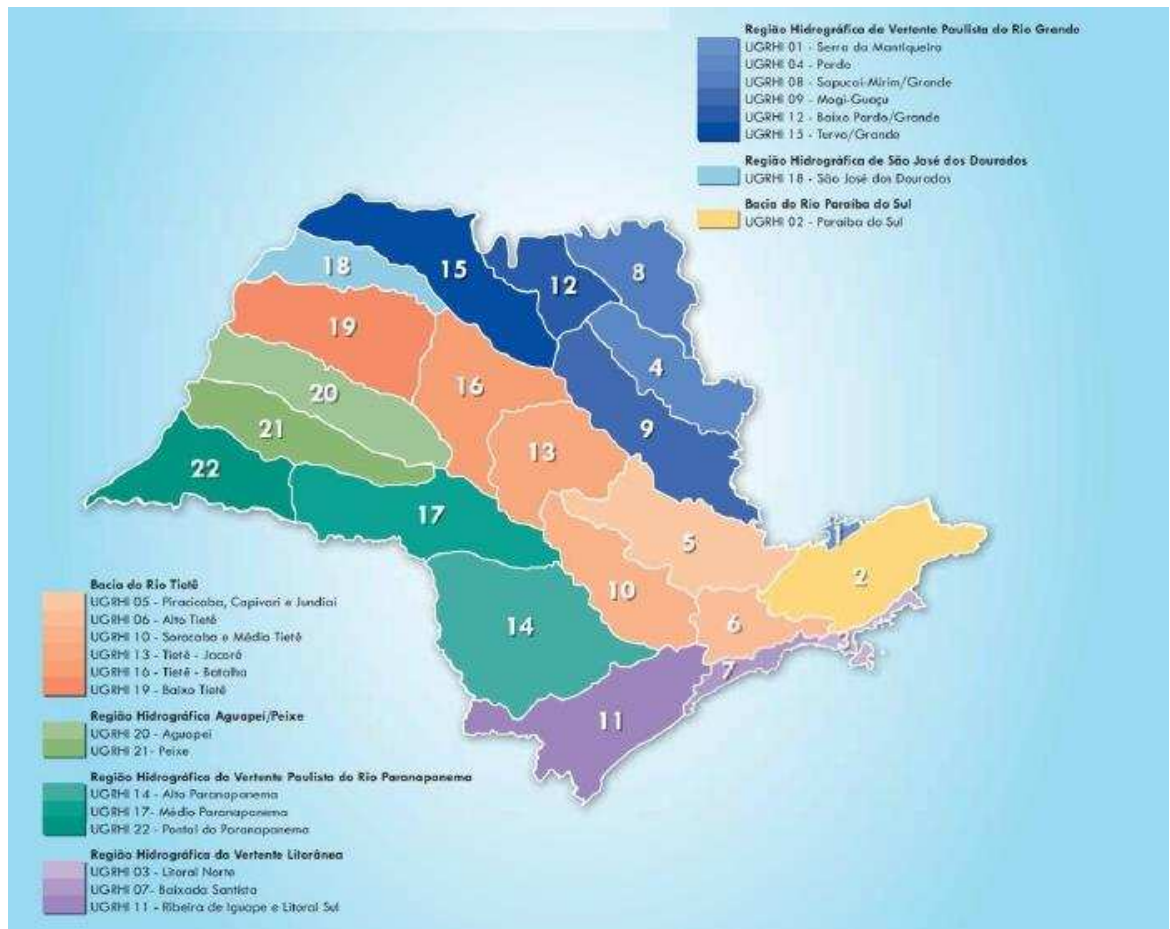 Região Hidrográfica da Vertente Paulista do Rio Grande
UGRHI 01 - Serra da Mantiqueira
UGRHI 04 - Pardo
UGRHI 08 - Sapucaí-Mirim/Grande
UGRHI 09 - Mogi-Guaçu
UGRHI 12 - Baixo Pardo/Grande
UGRHI 15 - Turvo/Grande
Região Hidrográfica de São José dos Dourados
UGRHI 18 - São José dos Dourados
Bacia do Rio Paraíba do Sul
UGRHI 02 - Paraíba do Sul
18
15
12
8
19
16
4
20
9
21
13
22
17
5
1
2
10
14
6
3
7
11
Bacia do Rio Tietê
UGRHI 05 - Piracicaba, Capivari e Jundiaí
UGRHI 06 - Alto Tietê
UGRHI 10 - Sorocaba e Médio Tietê
UGRHI 13 - Tietê - Jacaré
UGRHI 16 - Tietê - Batalha
UGRHI 19 - Baixo Tietê
Região Hidrográfica Aguapeí/Peixe
UGRHI 20 - Aguapeí
UGRHI 21- Peixe
Região Hidrográfica da Vertente Paulista do Rio Paranapanema
UGRHI 14 - Alto Paranapanema
UGRHI 17- Médio Paranapanema
UGRHI 22 - Pontal do Paranapanema
Região Hidrográfica da Vertente Litorânea
UGRHI 03 - Litoral Norte
UGRHI 07- Baixada Santista
UGRHI 11 - Ribeira de Iguape e Litoral Sul